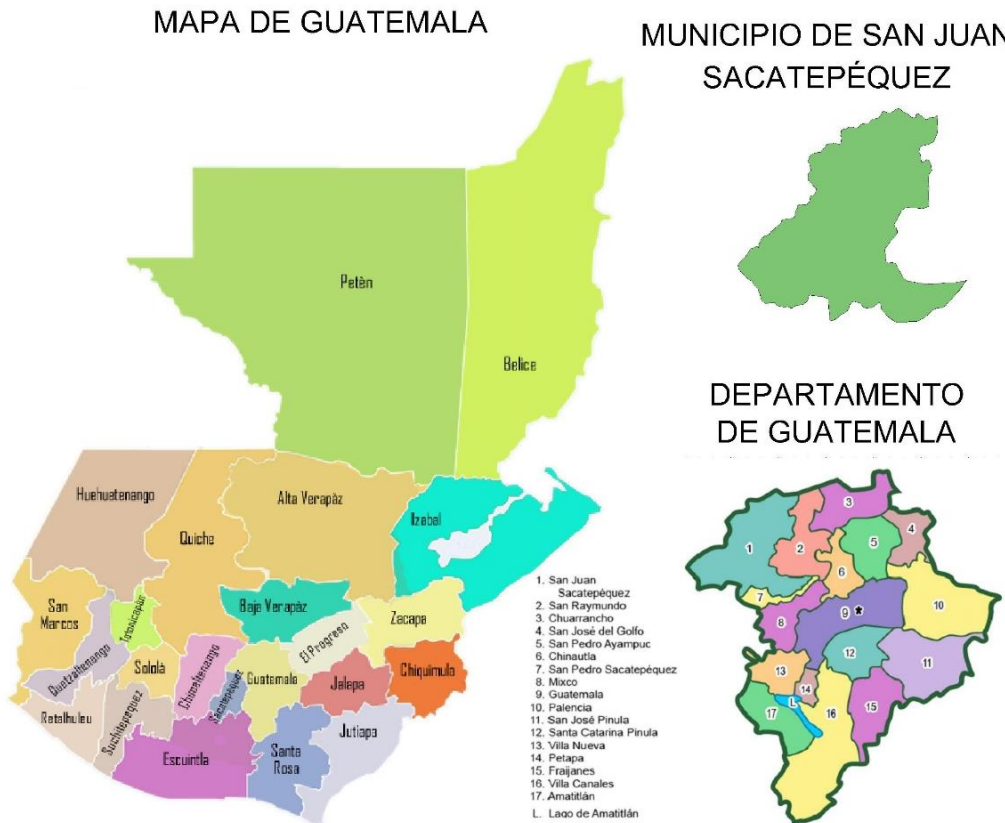 MAPA DE GUATEMALA
MUNICIPIO DE SAN JUAN
SACATEPÉQUEZ
Petén
Belice
Huehuetenango
Quiche
Alta Verapàz
Izabal
San
Marcos
Totonicapàn
Baja Verapàz
El Progreso
Zacapa
Quetzaltenango
Sololà
Chimaltenango
Sacatepéquez
Guatemala
Jalapa
Chiquimula
Retalhuleu
Suchitepequez
Escuintla
Santa
Rosa
Jutiapa
1. San Juan
Sacatepéquez
2. San Raymundo
3. Chuarrancho
4. San José del Golfo
5. San Pedro Ayampuc
6. Chinautla
7. San Pedro Sacatepéquez
8. Mixco
9. Guatemala
10. Palencia
11. San José Pinula
12. Santa Catarina Pinula
13. Villa Nueva
14. Petapa
15. Fraijanes
16. Villa Canales
17. Amatitlán
L. Lago de Amatitlán
DEPARTAMENTO
DE GUATEMALA
3
4
1
2
5
6
7
10
8
9
12
11
13
14
L
17
16
15